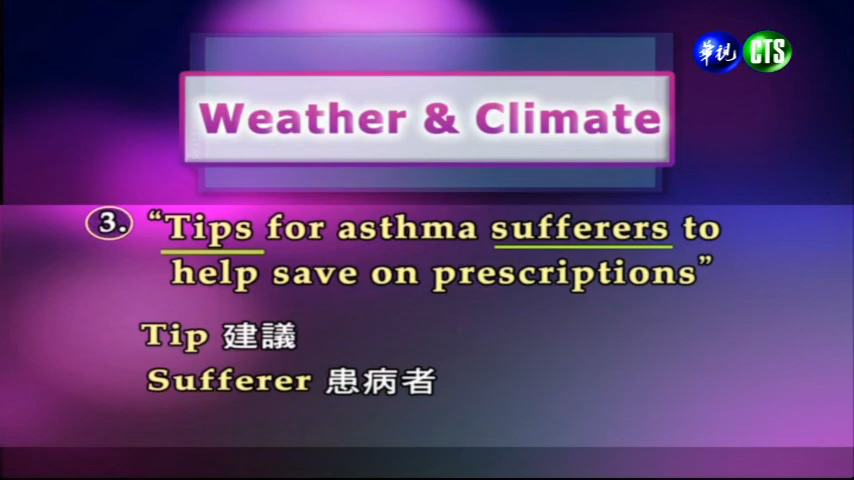 華視 CTS
Weather & Climate
3. “Tips for asthma sufferers to
help save on prescriptions”
Tip 建議
Sufferer 患病者